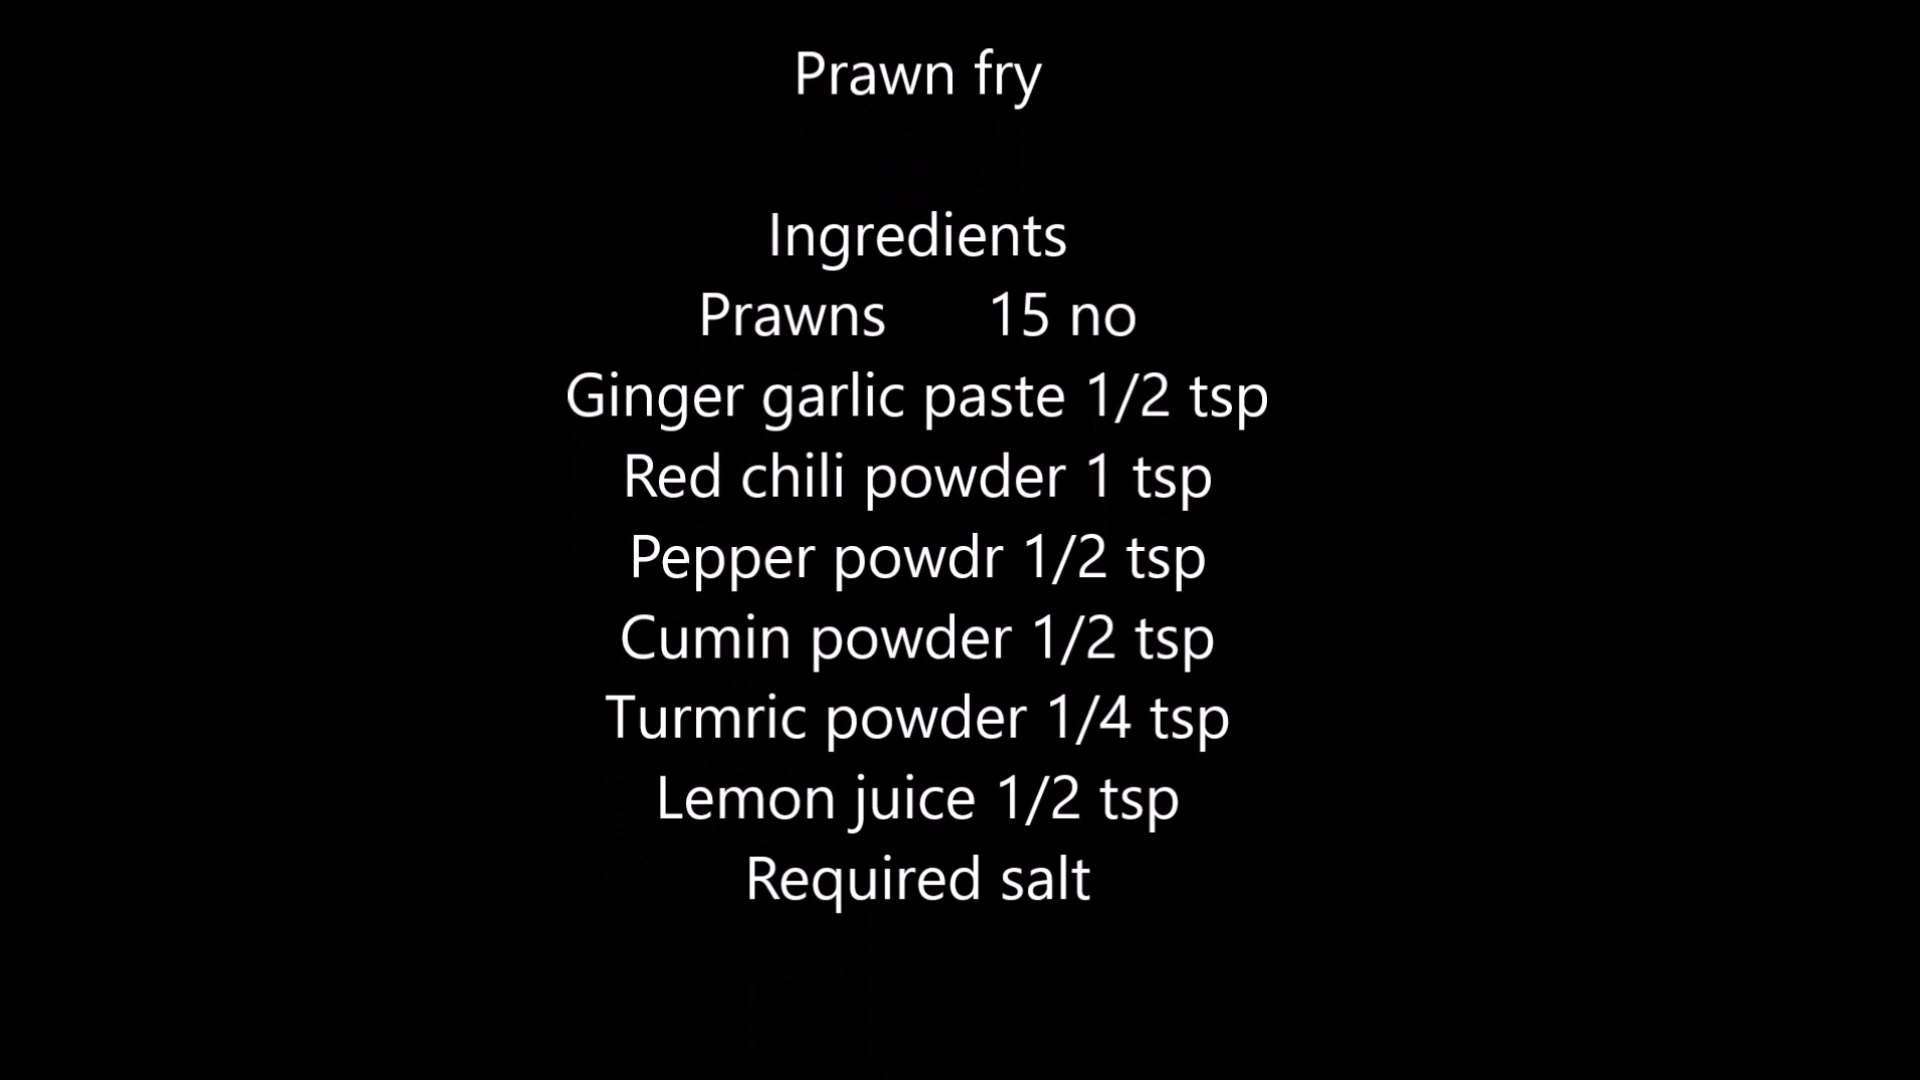 Prawn fry
Ingredients
Prawns 15 no
Ginger garlic paste 1/2 tsp
Red chili powder 1 tsp
Pepper powdr 1/2 tsp
Cumin powder 1/2 tsp
Turmric powder 1/4 tsp
Lemon juice 1/2 tsp
Required salt